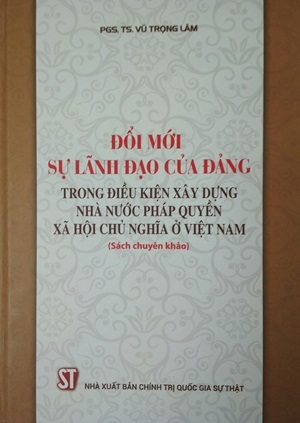 PGS. TS. VŨ TRỌNG LÂM
ĐỔI MỚI
SỰ LÃNH ĐẠO CỦA ĐẢNG
TRONG ĐIỀU KIỆN XÂY DỰNG
NHÀ NƯỚC PHÁP QUYỀN
XÃ HỘI CHỦ NGHĨA Ở VIỆT NAM
(Sách chuyên khảo)
ST
NHÀ XUẤT BẢN CHÍNH TRỊ QUỐC GIA SỰ THẬT